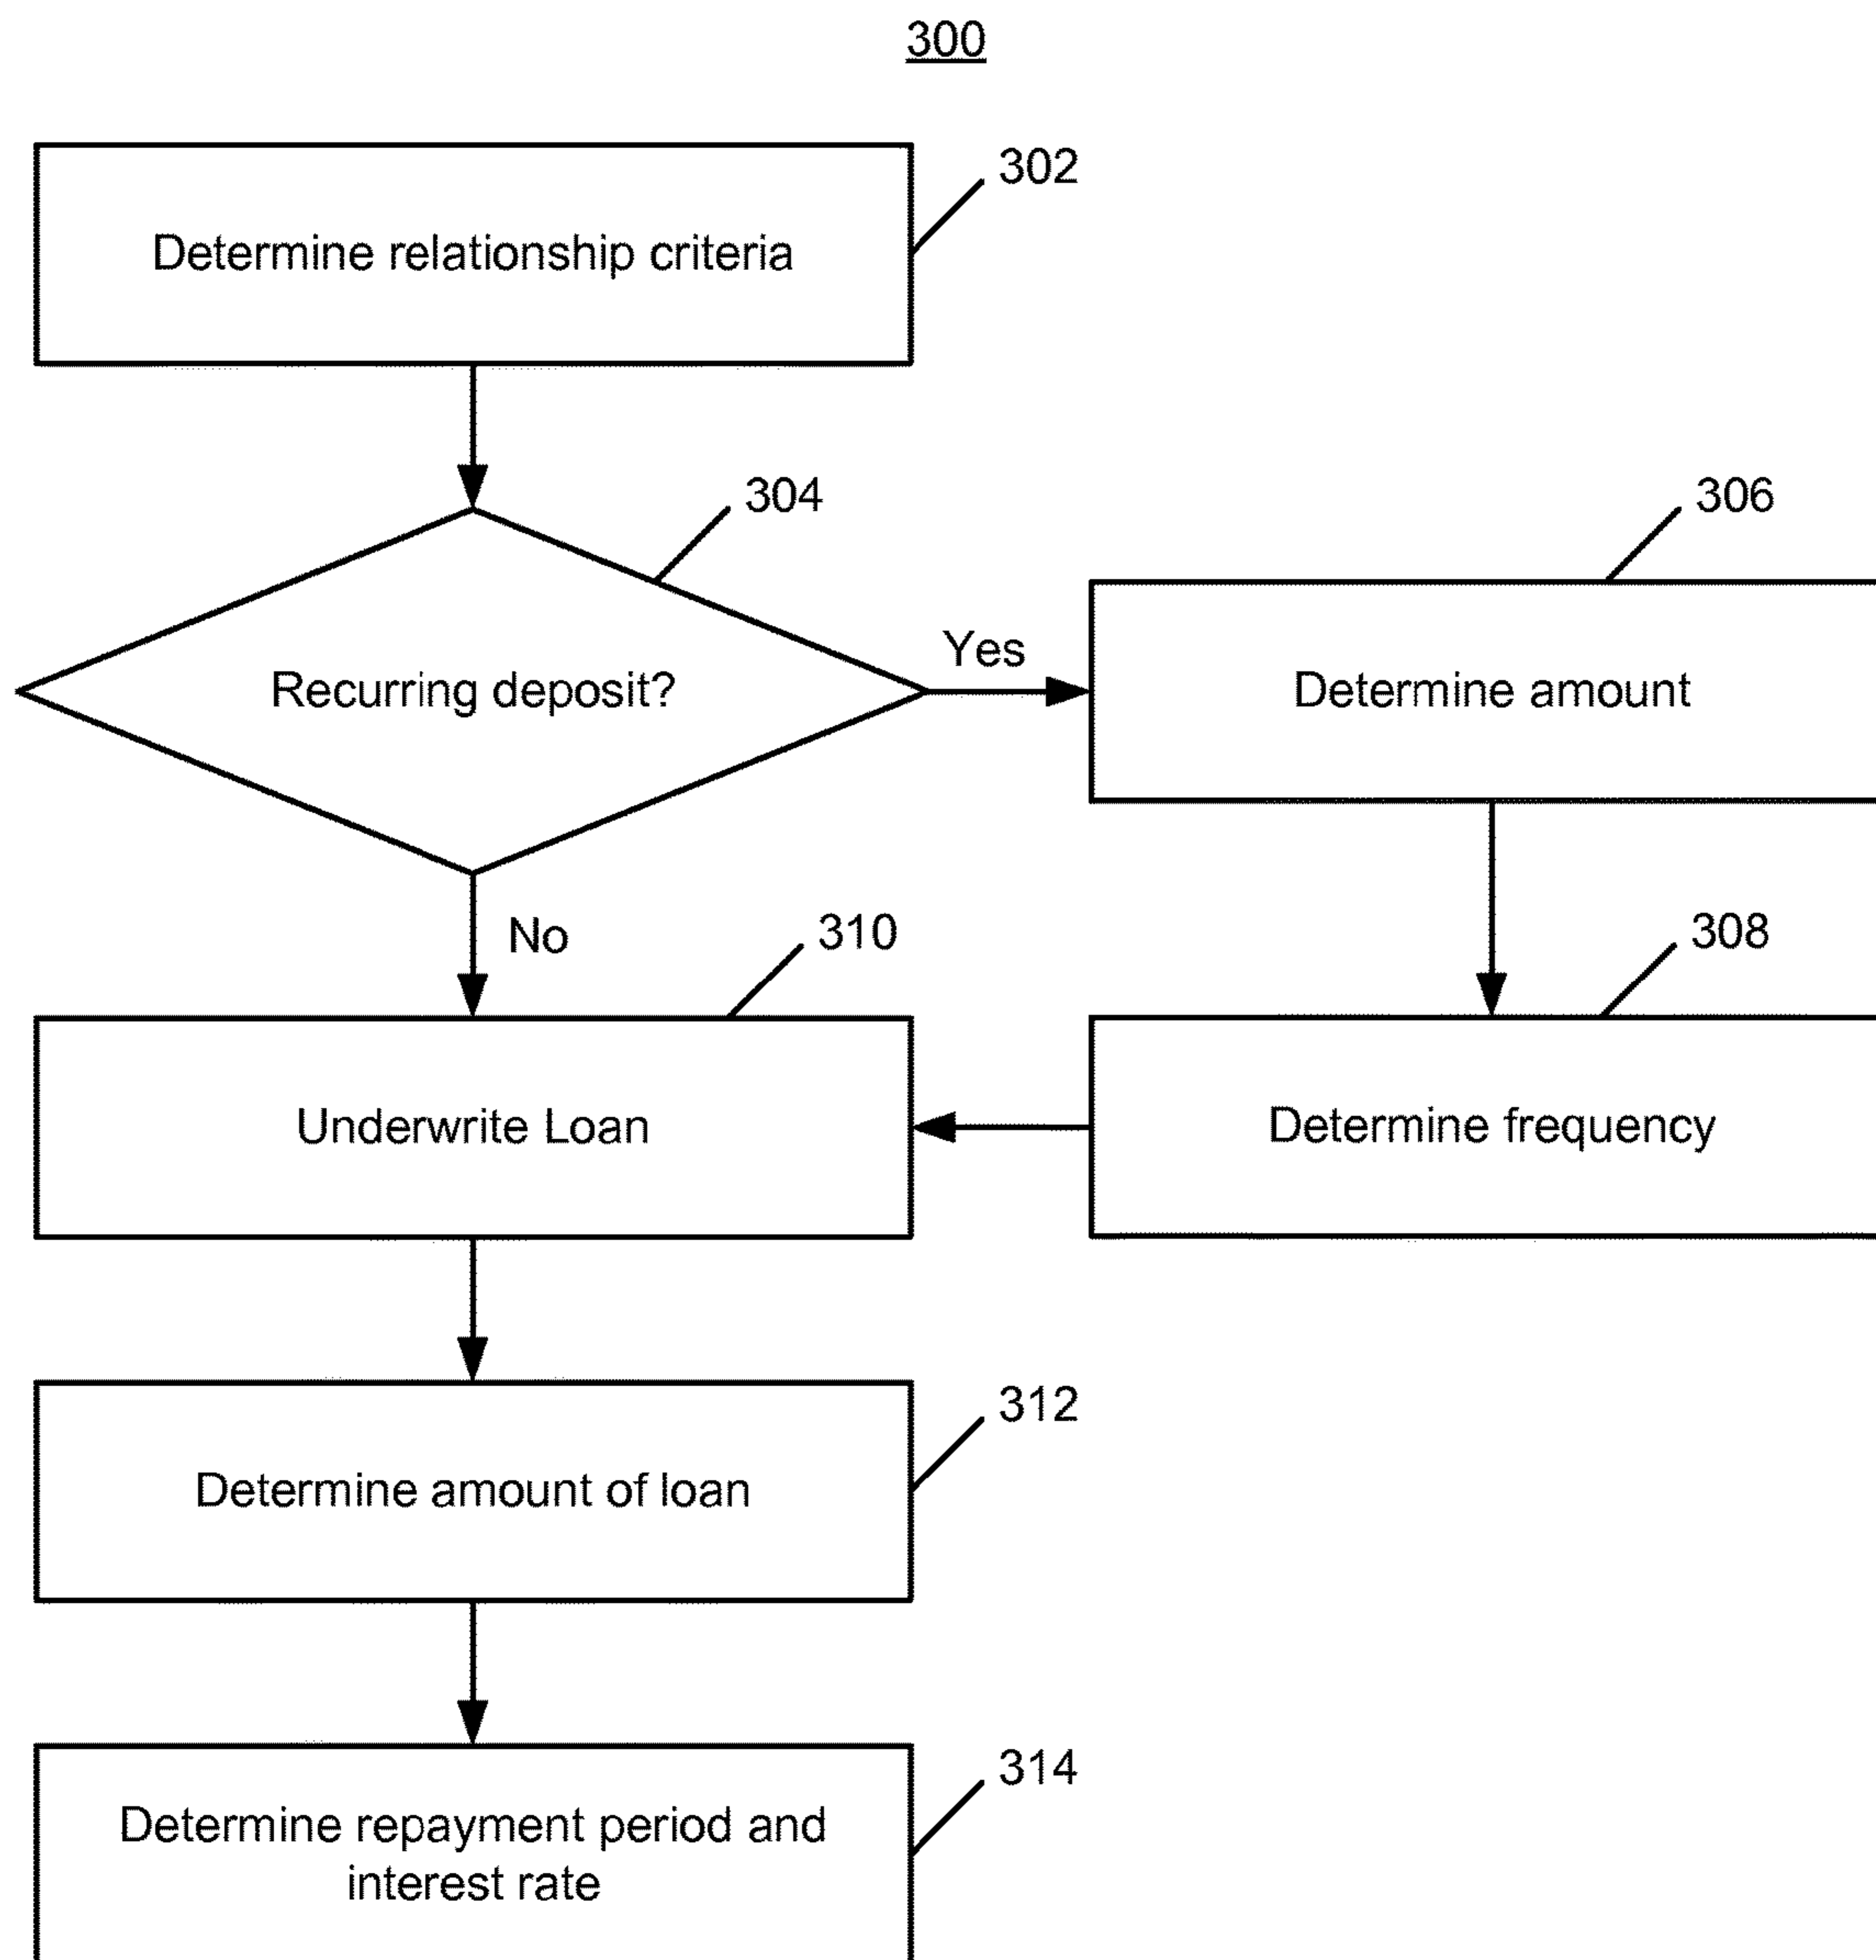 300
302
Determine relationship criteria
304
306
Recurring deposit?
Yes
Determine amount
No
310
308
Underwrite Loan
Determine frequency
312
Determine amount of loan
314
Determine repayment period and
interest rate